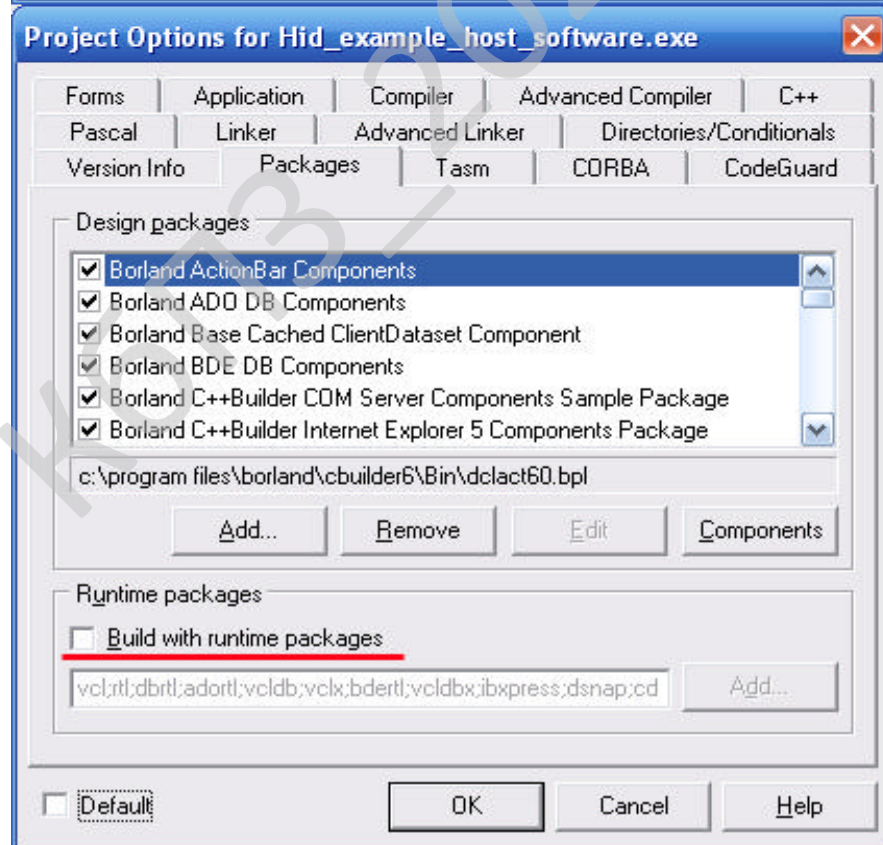 Project Options for Hid_example_host_software.exe
Forms Application Compiler Advanced Compiler C++
Pascal Linker Advanced Linker Directories/Conditionals
Version Info Packages Tasm CORBA CodeGuard
Design packages
Borland ActionBar Components
Borland ADO DB Components
Borland Base Cached ClientDataset Component
Borland BDE DB Components
Borland C++Builder COM Server Components Sample Package
Borland C++Builder Internet Explorer 5 Components Package
c:\program files\borland\cbuilder6\Bin\dclact60.bpl
Add... Remove Edit Components
Runtime packages
Build with runtime packages
vcl;rtl;dbrtl;adortl;vcldb;vclx;bdertl;vcldbx;ibxpress;dsnap;cd Add...
Default OK Cancel Help